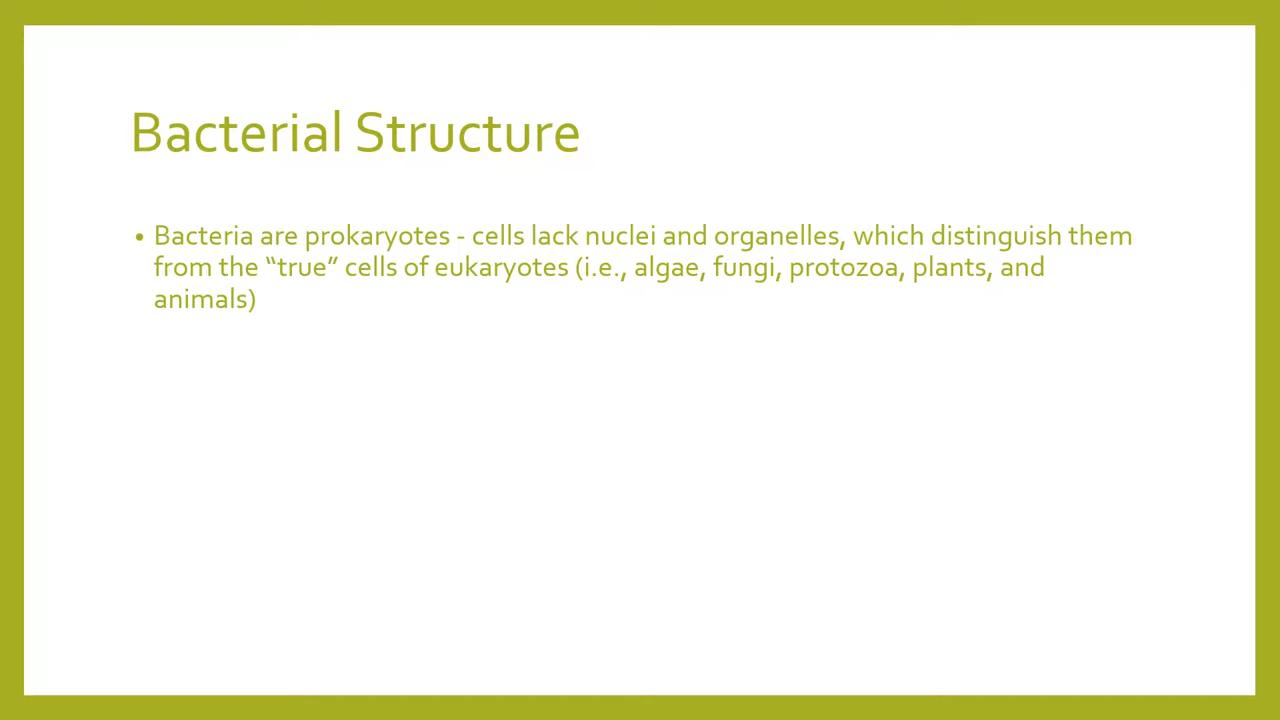 Bacterial Structure
• Bacteria are prokaryotes - cells lack nuclei and organelles, which distinguish them
from the “true” cells of eukaryotes (i.e., algae, fungi, protozoa, plants, and
animals)